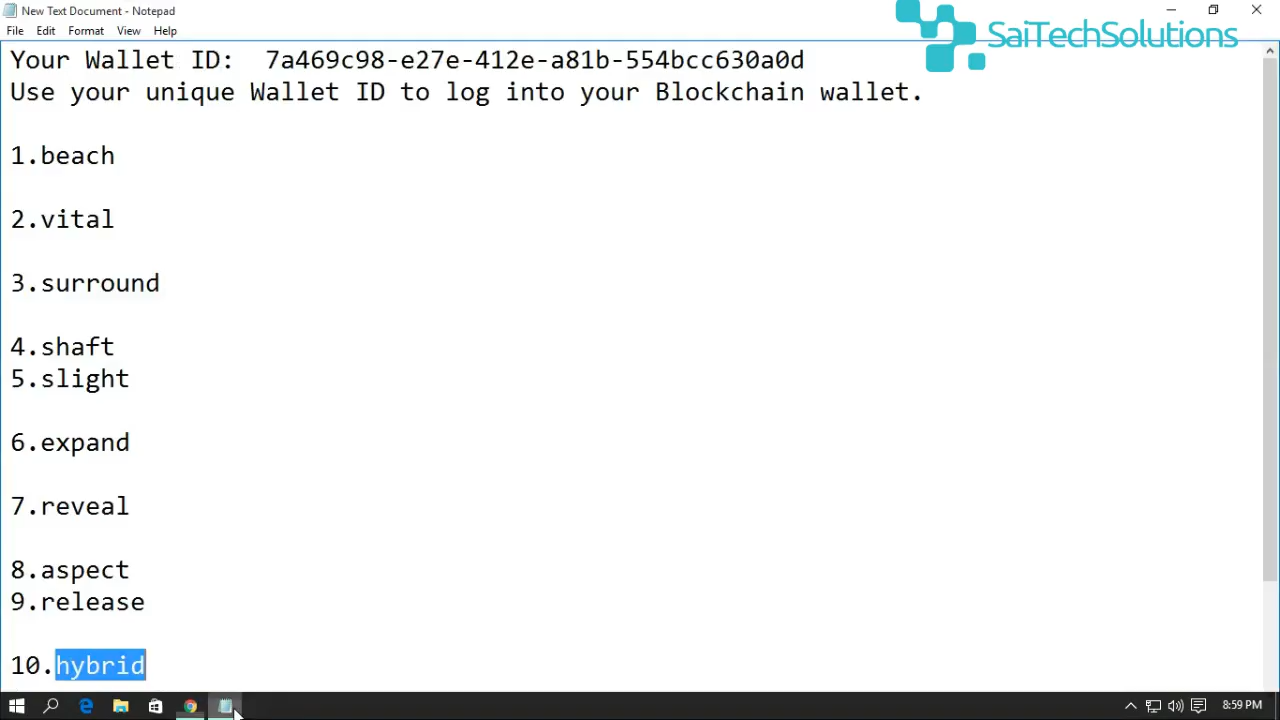 New Text Document - Notepad
SaiTechSolutions
File Edit Format View Help
Your Wallet ID: 7a469c98-e27e-412e-a81b-554bcc630a0d
Use your unique Wallet ID to log into your Blockchain wallet.
1.beach
2.vital
3.surround
4.shaft
5.slight
6.expand
7.reveal
8.aspect
9.release
10.hybrid
8:59 PM